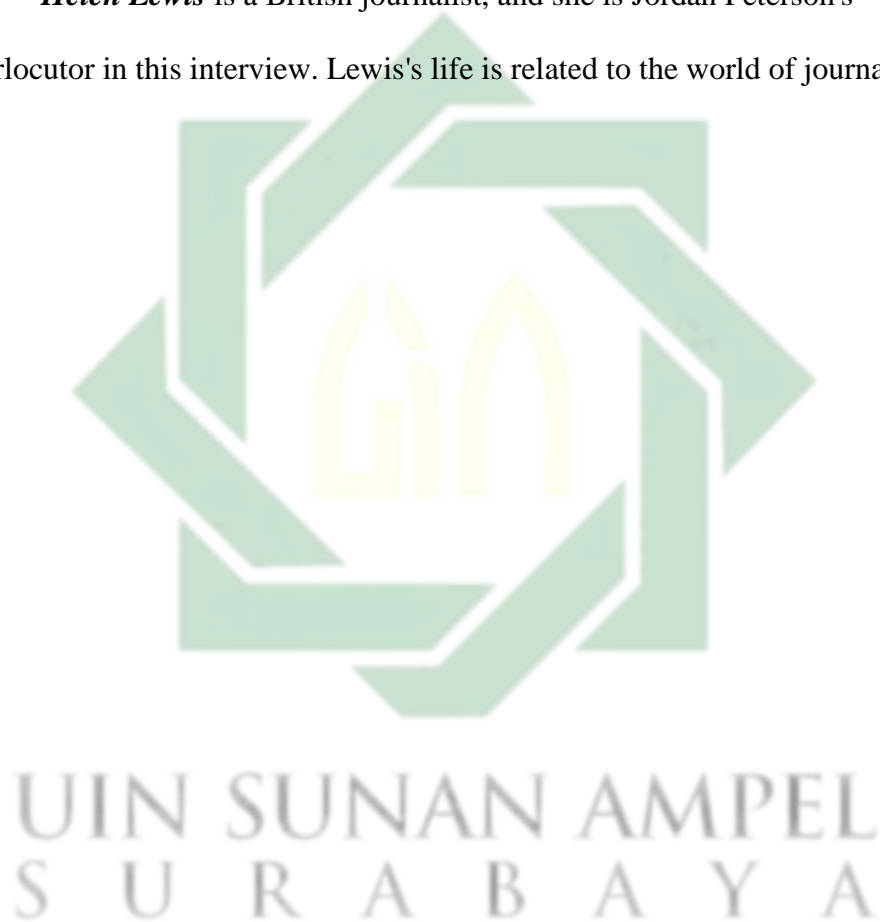 Helen Lewis is a British journalist, and she is Jordan Peterson's
rlocutor in this interview. Lewis's life is related to the world of journa
UIN SUNAN AMPEL
S U R A B A Y A